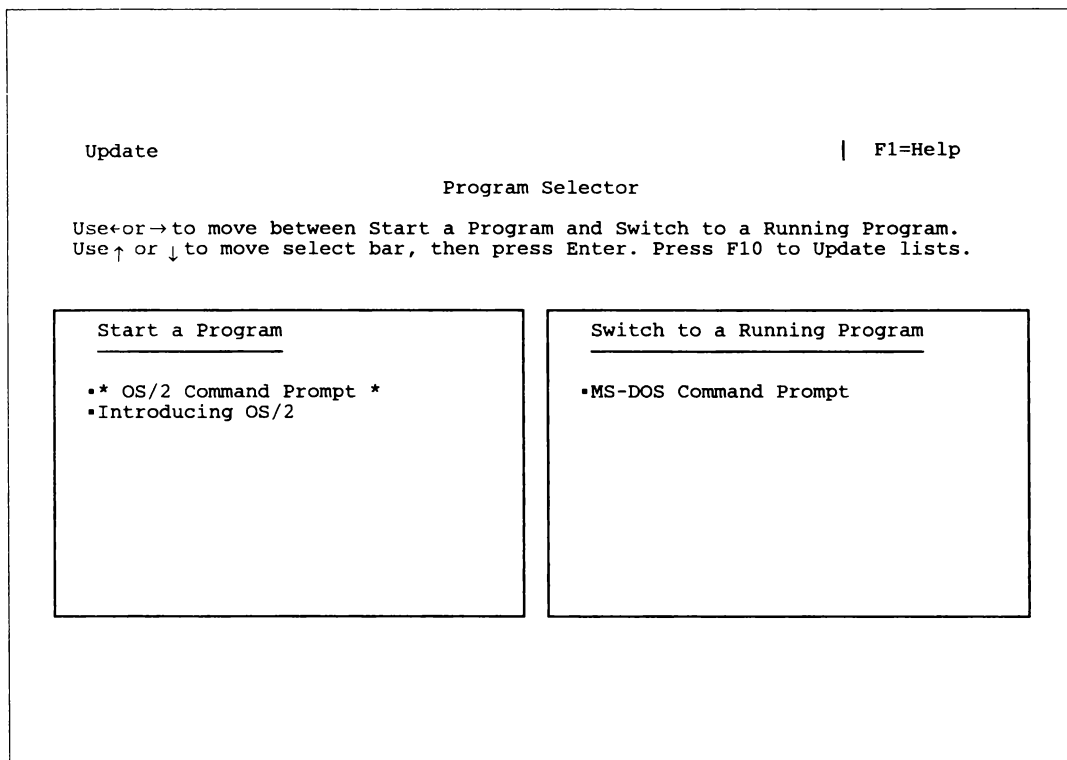 Update | F1=Help
Program Selector
Use←or→to move between Start a Program and Switch to a Running Program.
Use↑ or ↓to move select bar, then press Enter. Press F10 to Update lists.
Start a Program
▪* OS/2 Command Prompt *
▪Introducing OS/2
Switch to a Running Program
▪MS-DOS Command Prompt